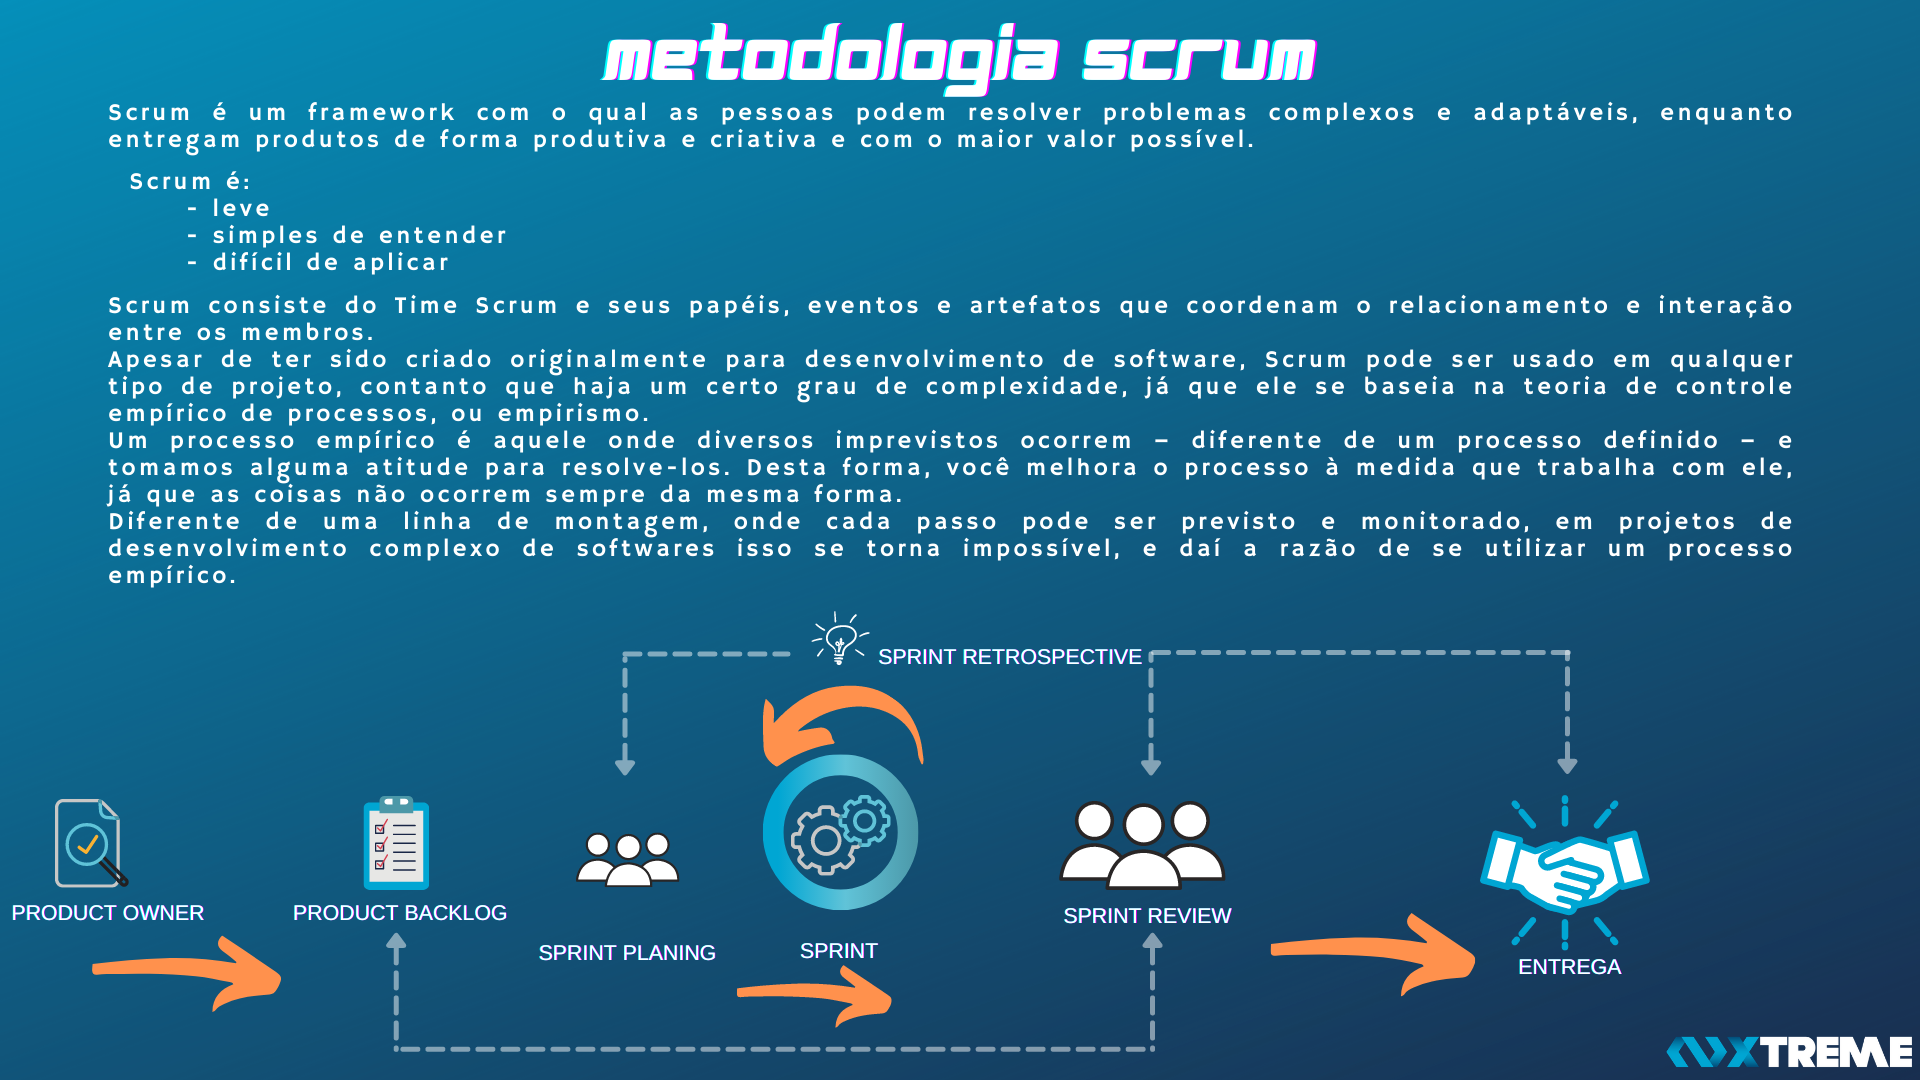 metodologia scrum
Scrum é um framework com o qual as pessoas podem resolver problemas complexos e adaptáveis, enquanto
entregam produtos de forma produtiva e criativa e com o maior valor possível.
Scrum é:
- leve
- simples de entender
- difícil de aplicar
Scrum consiste do Time Scrum e seus papéis, eventos e artefatos que coordenam o relacionamento e interação
entre os membros.
Apesar de ter sido criado originalmente para desenvolvimento de software, Scrum pode ser usado em qualquer
tipo de projeto, contanto que haja um certo grau de complexidade, já que ele se baseia na teoria de controle
empírico de processos, ou empirismo.
Um processo empírico é aquele onde diversos imprevistos ocorrem – diferente de um processo definido – e
tomamos alguma atitude para resolve-los. Desta forma, você melhora o processo à medida que trabalha com ele,
já que as coisas não ocorrem sempre da mesma forma.
Diferente de uma linha de montagem, onde cada passo pode ser previsto e monitorado, em projetos de
desenvolvimento complexo de softwares isso se torna impossível, e daí a razão de se utilizar um processo
empírico.
SPRINT RETROSPECTIVE
PRODUCT OWNER
PRODUCT BACKLOG
SPRINT PLANING
SPRINT
SPRINT REVIEW
ENTREGA
XTREME